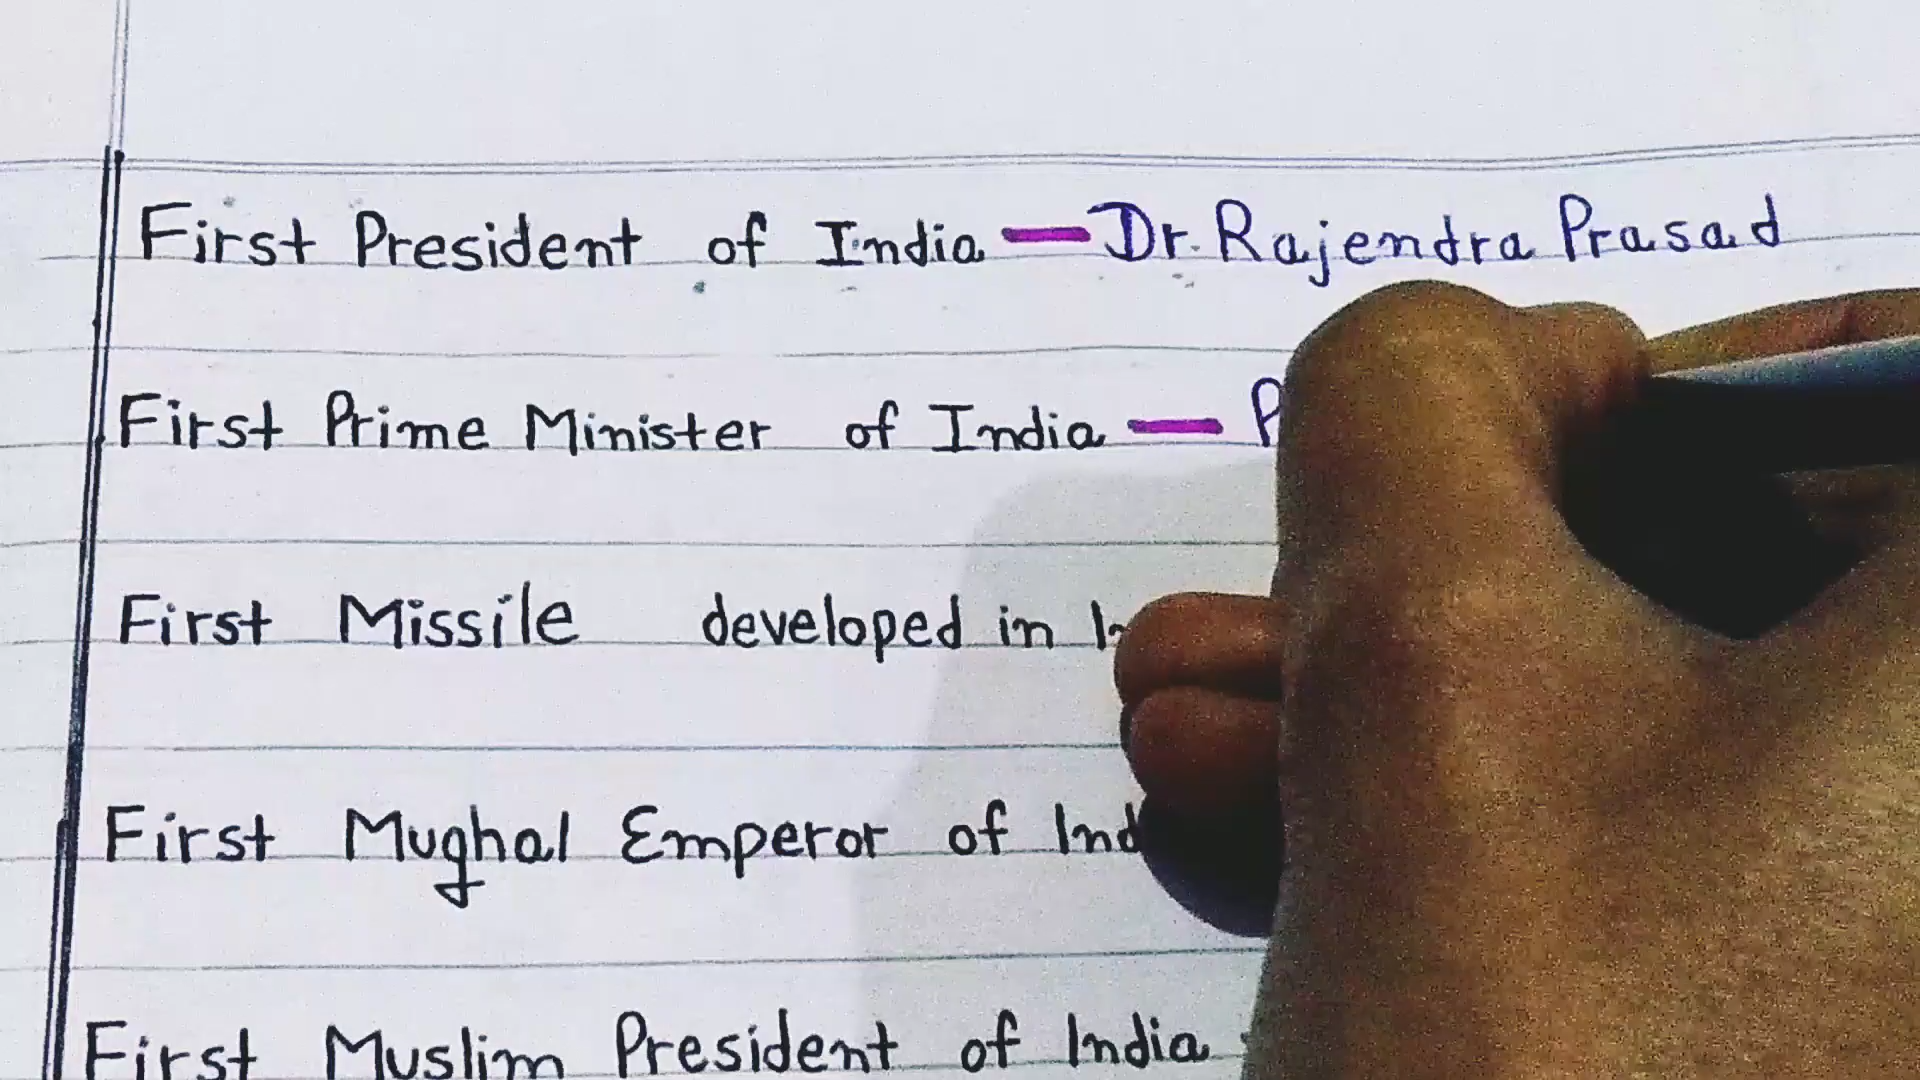 First President of India — Dr. Rajendra Prasad
First Prime Minister of India — P
First Missile developed in
First Mughal Emperor of Ind
First Muslim President of India